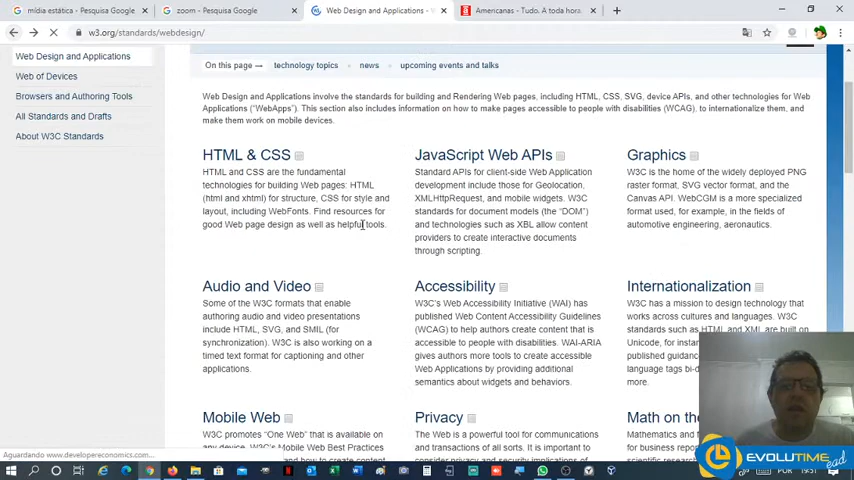 mídia estática - Pesquisa Google
zoom - Pesquisa Google
Web Design and Applications -
Americanas - Tudo. A toda hora.
w3.org/standards/webdesign/
Web Design and Applications
Web of Devices
Browsers and Authoring Tools
All Standards and Drafts
About W3C Standards
On this page → technology topics • news • upcoming events and talks
Web Design and Applications involve the standards for building and Rendering Web pages, including HTML, CSS, SVG, device APIs, and other technologies for Web
Applications ("WebApps"). This section also includes information on how to make pages accessible to people with disabilities (WCAG), to internationalize them, and
make them work on mobile devices.
HTML & CSS
HTML and CSS are the fundamental
technologies for building Web pages: HTML
(html and xhtml) for structure, CSS for style and
layout, including WebFonts. Find resources for
good Web page design as well as helpful tools.
JavaScript Web APIs
Standard APIs for client-side Web Application
development include those for Geolocation,
XMLHttpRequest, and mobile widgets. W3C
standards for document models (the "DOM")
and technologies such as XBL allow content
providers to create interactive documents
through scripting.
Graphics
W3C is the home of the widely deployed PNG
raster format, SVG vector format, and the
Canvas API. WebCGM is a more specialized
format used, for example, in the fields of
automotive engineering, aeronautics.
Audio and Video
Some of the W3C formats that enable
authoring audio and video presentations
include HTML, SVG, and SMIL (for
synchronization). W3C is also working on a
timed text format for captioning and other
applications.
Accessibility
W3C's Web Accessibility Initiative (WAI) has
published Web Content Accessibility Guidelines
(WCAG) to help authors create content that is
accessible to people with disabilities. WAI-ARIA
gives authors more tools to create accessible
Web Applications by providing additional
semantics about widgets and behaviors.
Internationalization
W3C has a mission to design technology that
works across cultures and languages. W3C
standards such as HTML and XML are built on
Unicode, for instan
published guidance
language tags bi-d
more.
Mobile Web
W3C promotes "One Web" that is available on
any device. W3C's Mobile Web Best Practices
Privacy
The Web is a powerful tool for communications
and transactions of all sorts. It is important to
Math on the
Mathematics and f
for business repor
Aguardando www.developereconomics.com...
EVOLUTIME
ead
POR
19:51